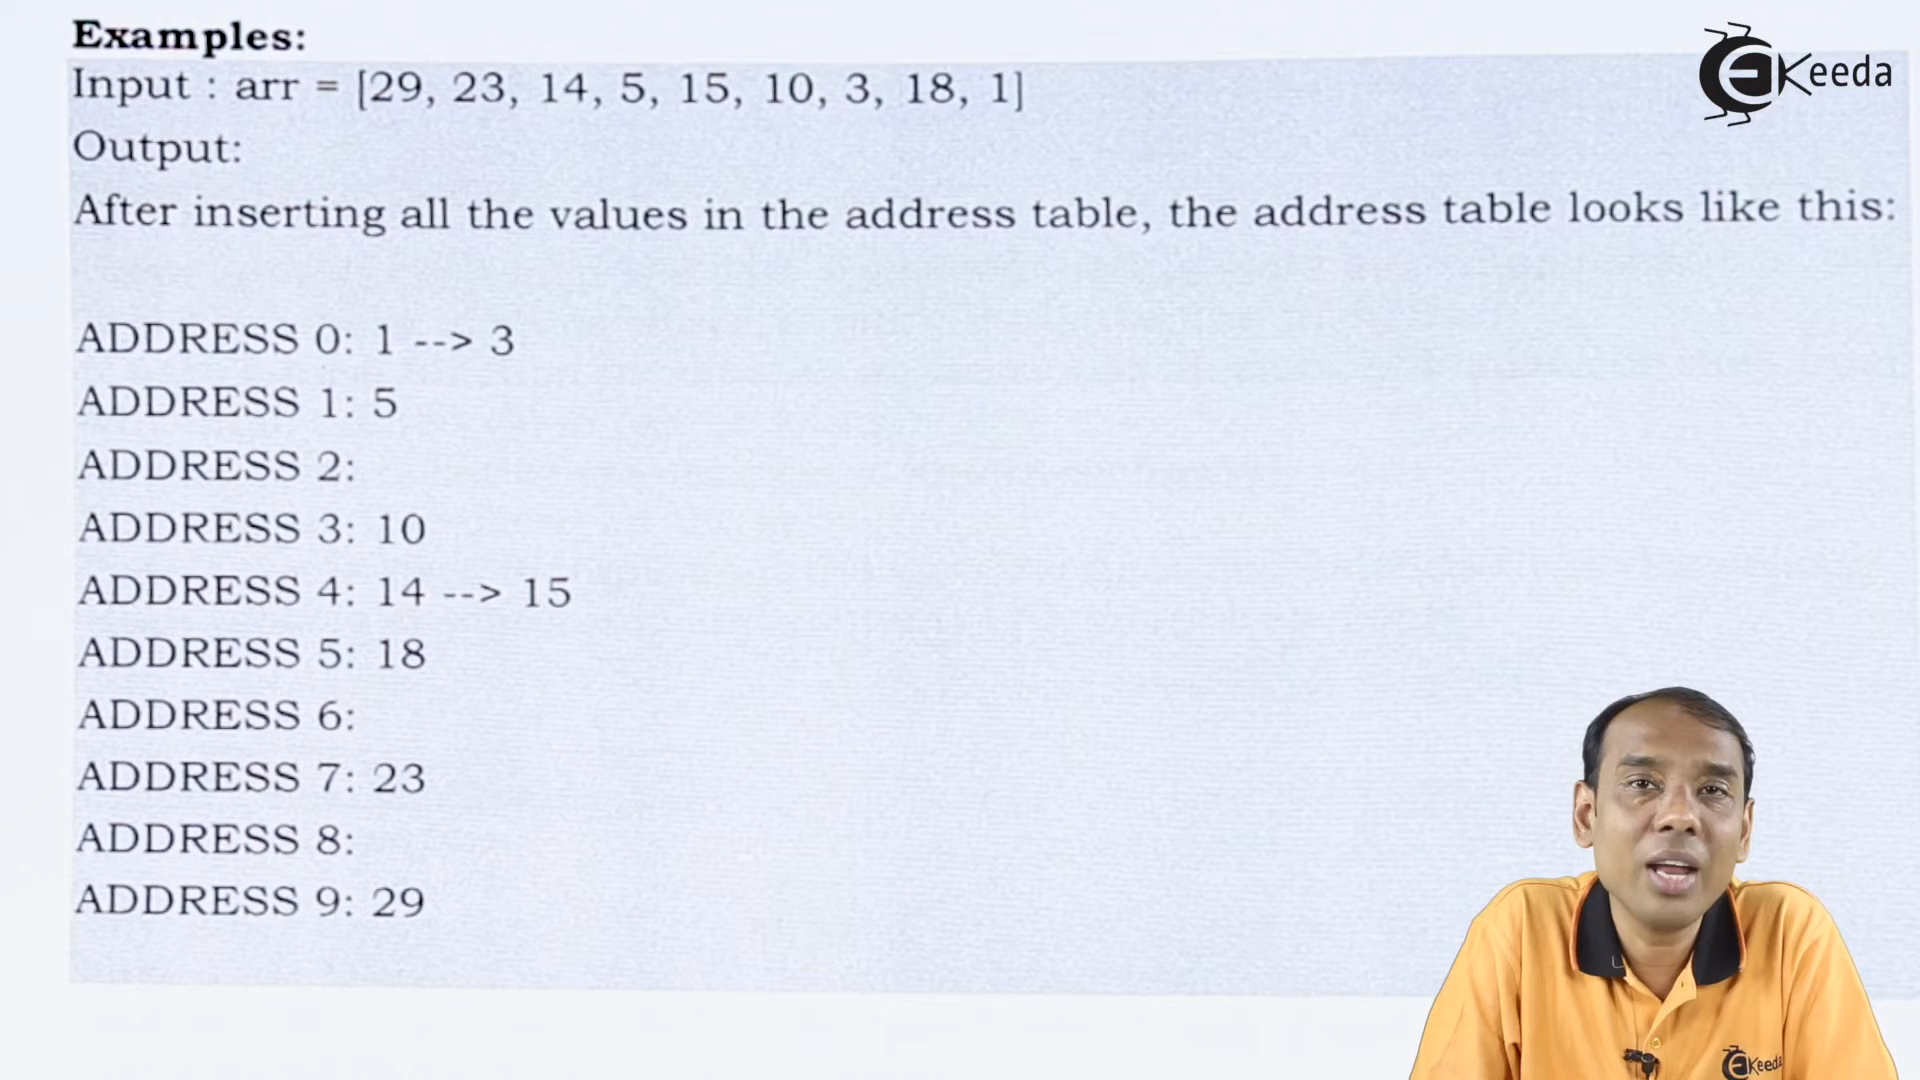 Examples:
Input : arr = [29, 23, 14, 5, 15, 10, 3, 18, 1]
Output:
After inserting all the values in the address table, the address table looks like this:
ADDRESS 0: 1 --> 3
ADDRESS 1: 5
ADDRESS 2:
ADDRESS 3: 10
ADDRESS 4: 14 --> 15
ADDRESS 5: 18
ADDRESS 6:
ADDRESS 7: 23
ADDRESS 8:
ADDRESS 9: 29
EKeeda
EKeeda